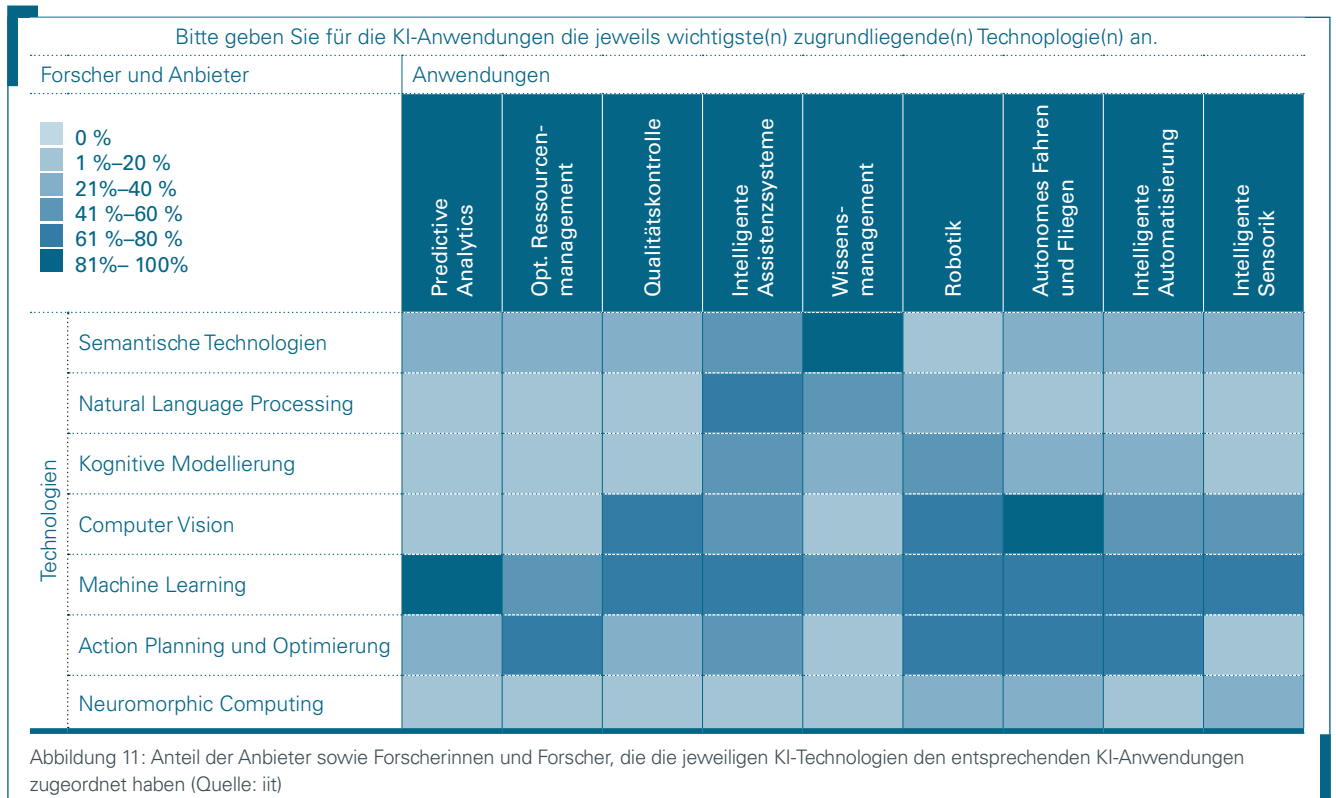 Bitte geben Sie für die KI-Anwendungen die jeweils wichtigste(n) zugrundliegende(n) Technoplogie(n) an.
Forscher und Anbieter
Anwendungen
0 %
1 %–20 %
21%–40 %
41 %–60 %
61 %–80 %
81%– 100%
Predictive
Analytics
Opt. Ressourcen-
management
Qualitätskontrolle
Intelligente
Assistenzsysteme
Wissens-
management
Robotik
Autonomes Fahren
und Fliegen
Intelligente
Automatisierung
Intelligente
Sensorik
Technologien
Semantische Technologien
Natural Language Processing
Kognitive Modellierung
Computer Vision
Machine Learning
Action Planning und Optimierung
Neuromorphic Computing
Abbildung 11: Anteil der Anbieter sowie Forscherinnen und Forscher, die die jeweiligen KI-Technologien den entsprechenden KI-Anwendungen
zugeordnet haben (Quelle: iit)